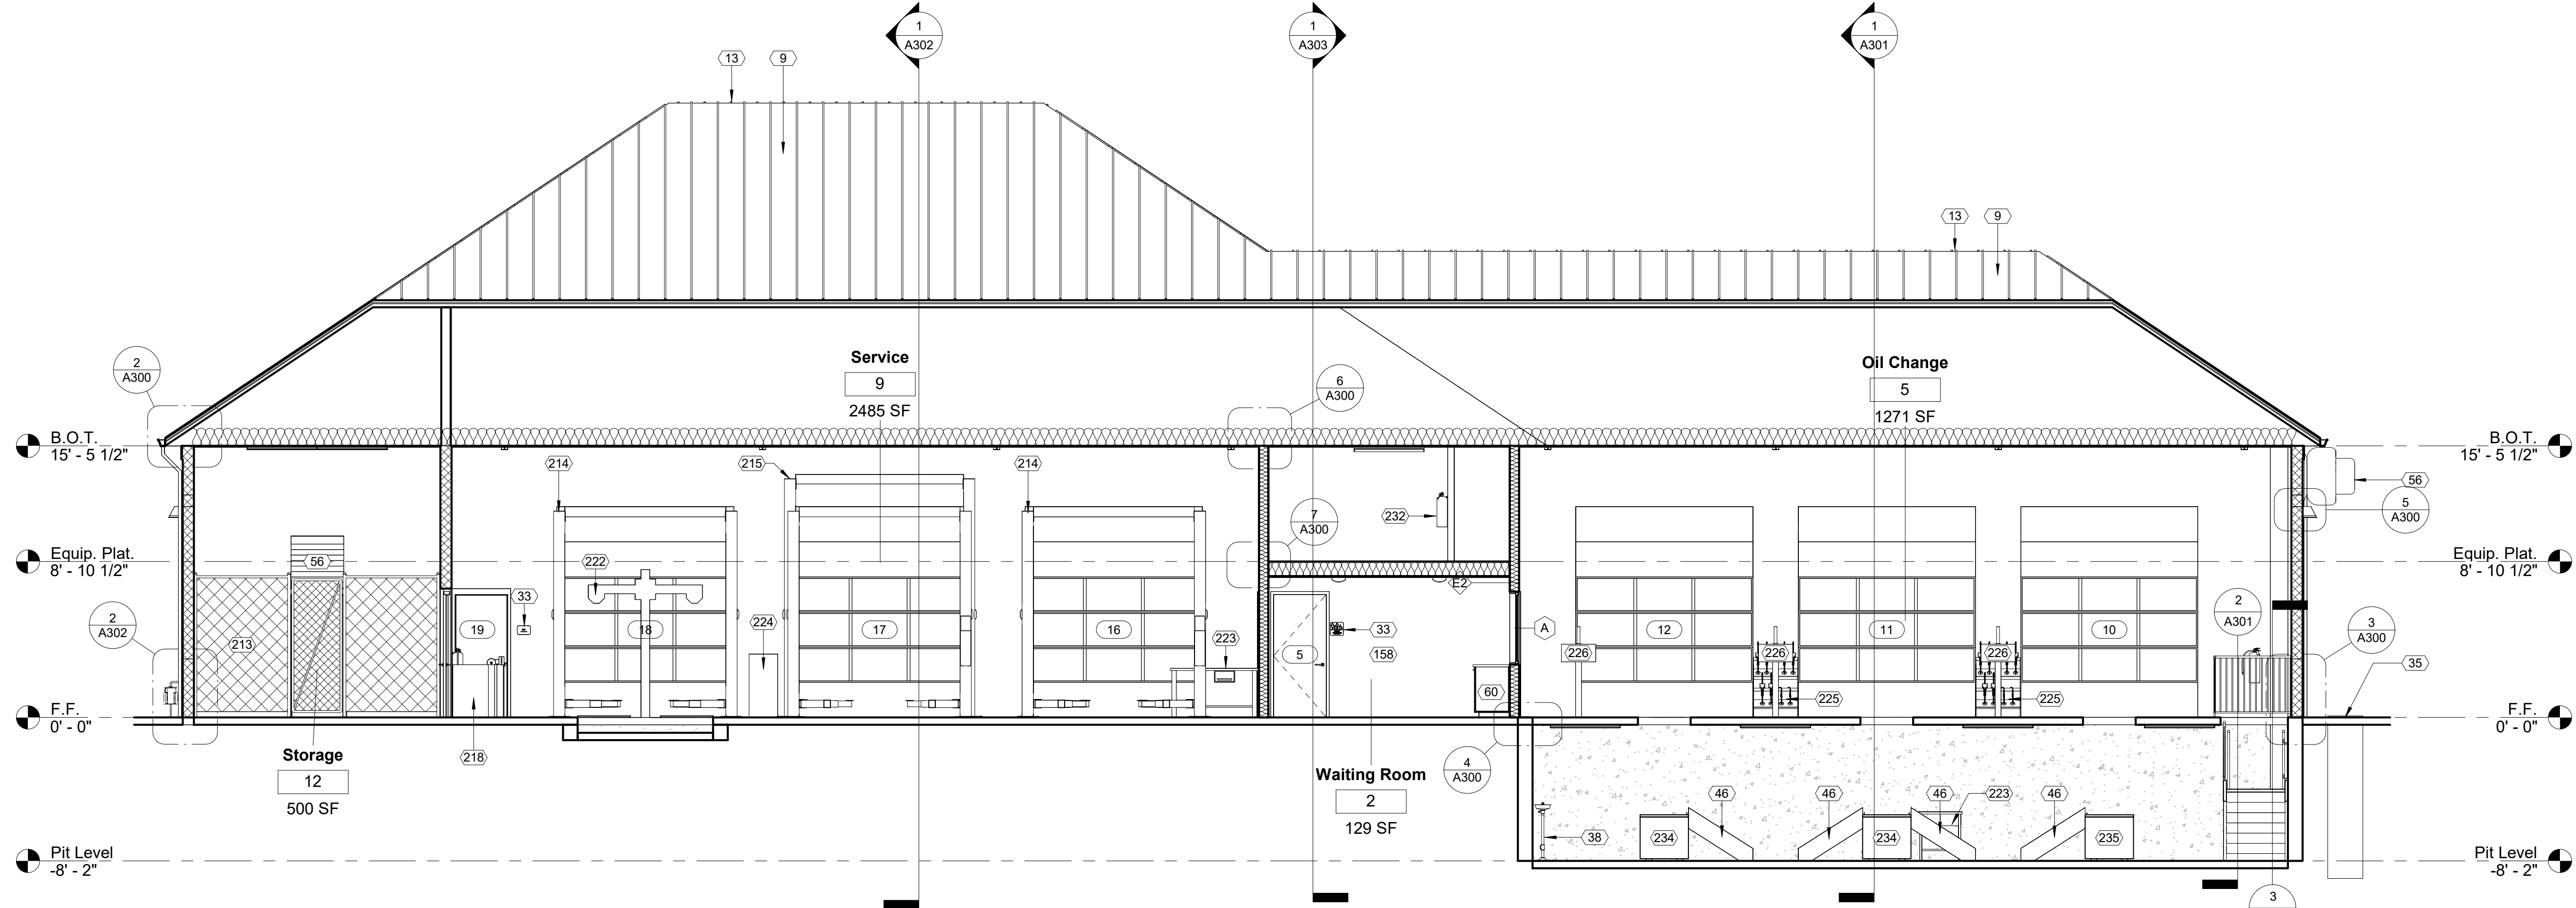 1
A302
1
A303
1
A301
13
9
13
9
2
A300
Service
9
2485 SF
6
A300
Oil Change
5
1271 SF
B.O.T.
15' - 5 1/2"
B.O.T.
15' - 5 1/2"
214
215
214
232
7
A300
56
5
A300
Equip. Plat.
8' - 10 1/2"
56
222
E2
Equip. Plat.
8' - 10 1/2"
2
A302
213
19
33
18
224
17
16
223
5
33
158
A
60
12
226
226
225
11
226
225
10
2
A301
3
A300
35
F.F.
0' - 0"
F.F.
0' - 0"
218
Storage
12
500 SF
Waiting Room
2
129 SF
4
A300
38
234
46
46
234
46
223
46
235
Pit Level
-8' - 2"
Pit Level
-8' - 2"
3